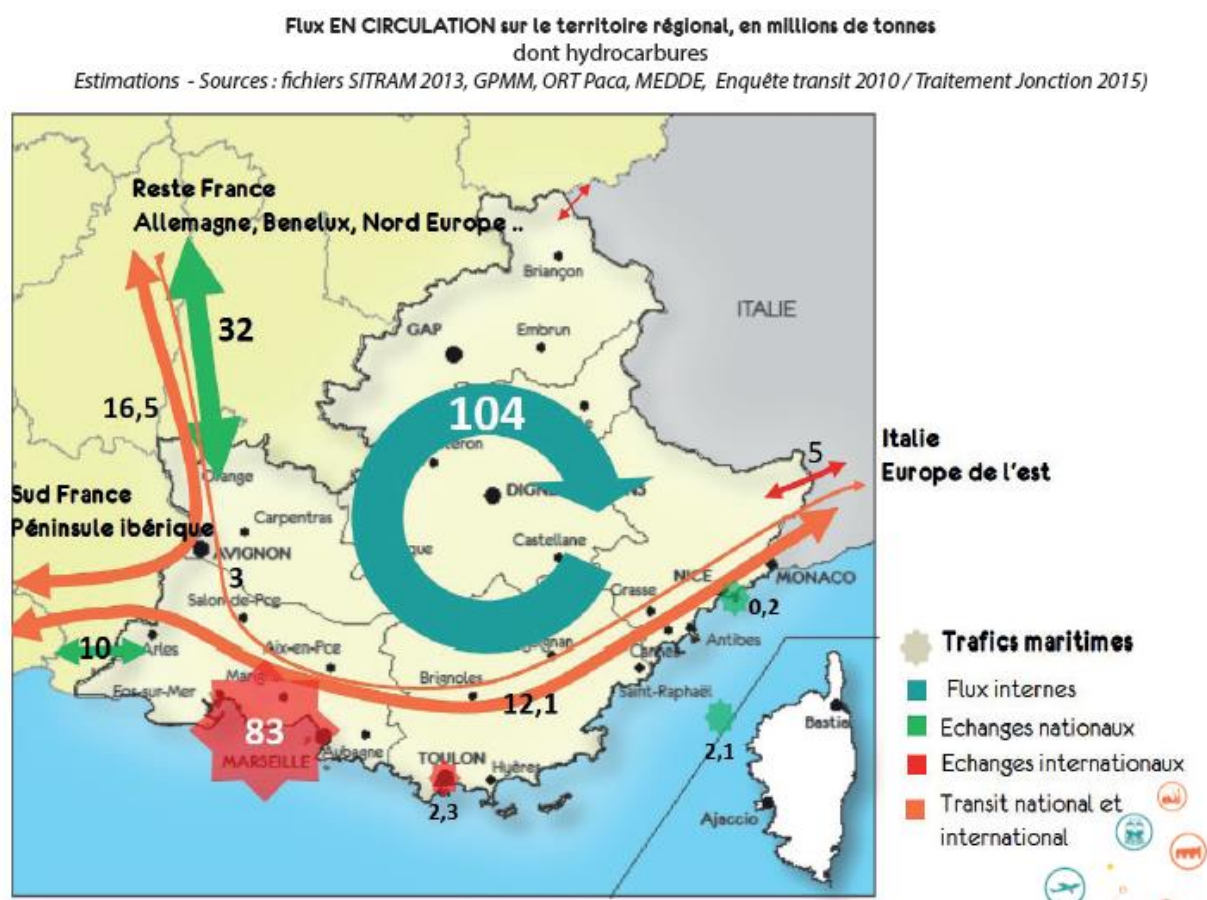 Flux EN CIRCULATION sur le territoire régional, en millions de tonnes
dont hydrocarbures
Estimations - Sources : fichiers SITRAM 2013, GPMM, ORT Paca, MEDDE, Enquête transit 2010 / Traitement Jonction 2015)
Reste France
Allemagne, Benelux, Nord Europe ..
Briançon
ITALIE
32
GAP
Embrun
16,5
104
Italie
Europe de l'est
5
Orange
Sud France
Péninsule ibérique
Carpentras
AVIGNON
Castellane
3
Salon-de-Pce
Grasse
NICE
MONACO
0,2
10
Arles
Aix-en-Pce
Antibes
Cannes
Trafics maritimes
Fos-sur-Mer
Brignoles
Saint-Raphaël
Flux internes
12,1
83
MARSEILLE
Aubagne
TOULON
Hyères
2,3
2,1
Bastia
Ajaccio
Echanges nationaux
Echanges internationaux
Transit national et
international